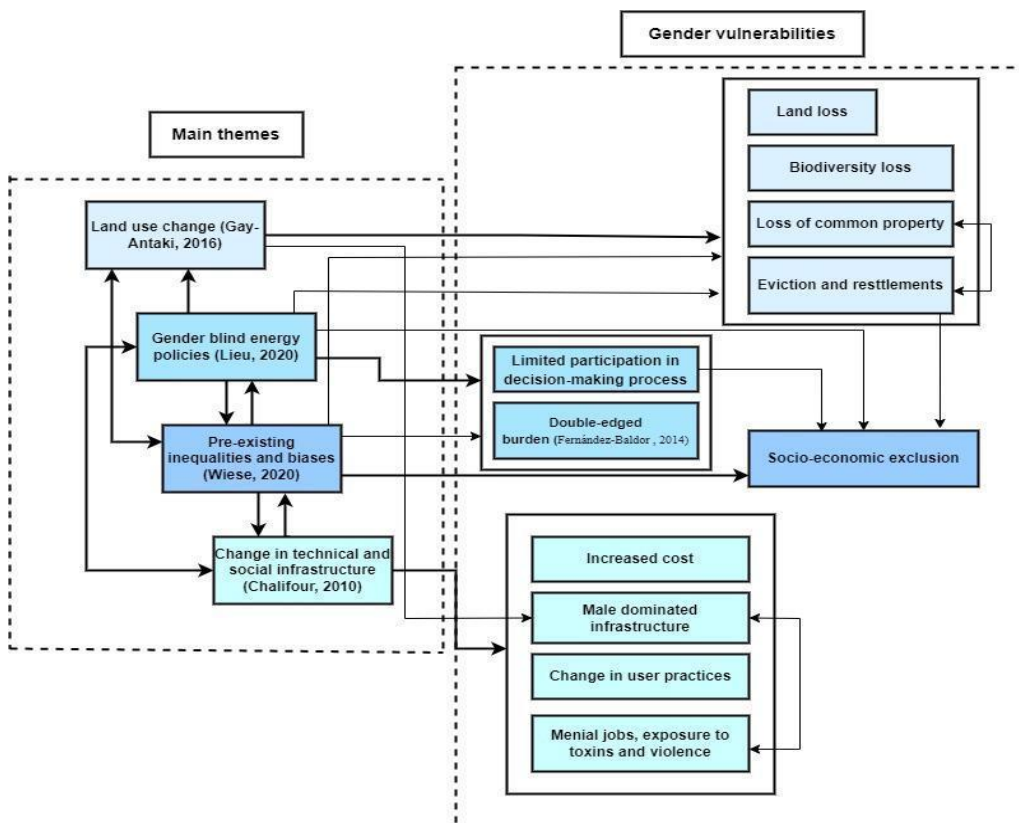 Gender vulnerabilities
Main themes
Land use change (Gay-
Antaki, 2016)
Gender blind energy
policies (Lieu, 2020)
Pre-existing
inequalities and biases
(Wiese, 2020)
Change in technical and
social infrastructure
(Chalifour, 2010)
Land loss
Biodiversity loss
Loss of common property
Eviction and resttlements
Limited participation in
decision-making process
Double-edged
burden (Fernández-Baldor , 2014)
Socio-economic exclusion
Increased cost
Male dominated
infrastructure
Change in user practices
Menial jobs, exposure to
toxins and violence